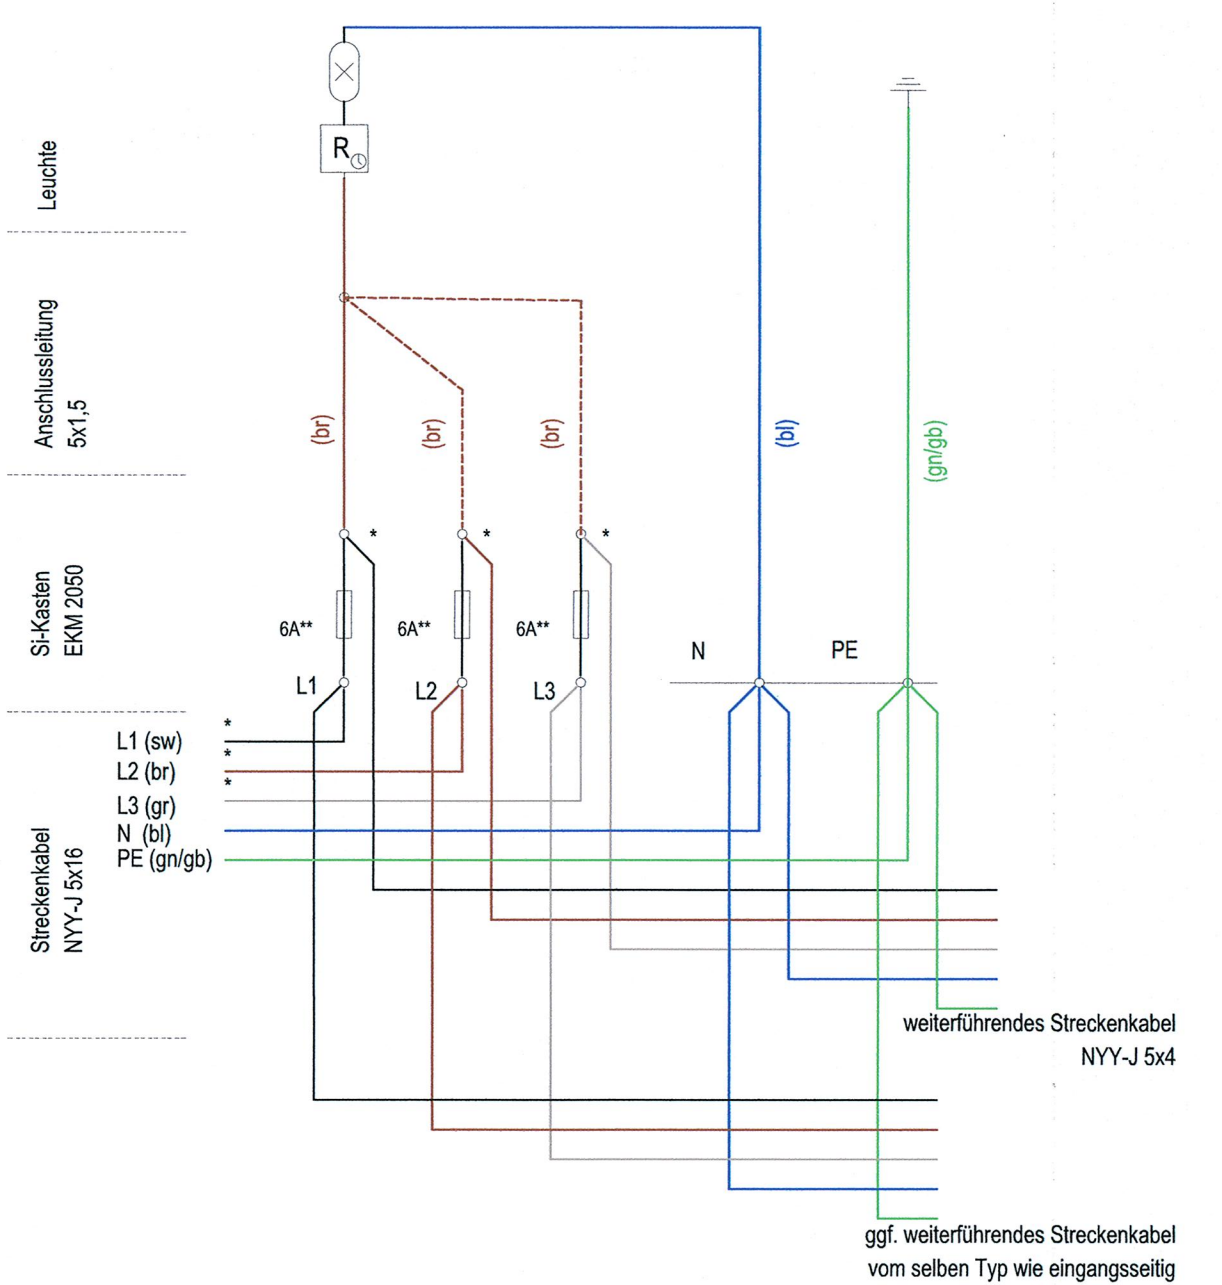 R
Leuchte
Anschlussleitung
5x1,5
(br)
(br)
(br)
(bl)
(gn/gb)
*
*
*
Si-Kasten
EKM 2050
6A**
6A**
6A**
N
PE
L1
L2
L3
*
L1 (sw)
*
L2 (br)
*
L3 (gr)
N (bl)
PE (gn/gb)
Streckenkabel
NYY-J 5x16
weiterführendes Streckenkabel
NYY-J 5x4
ggf. weiterführendes Streckenkabel
vom selben Typ wie eingangsseitig